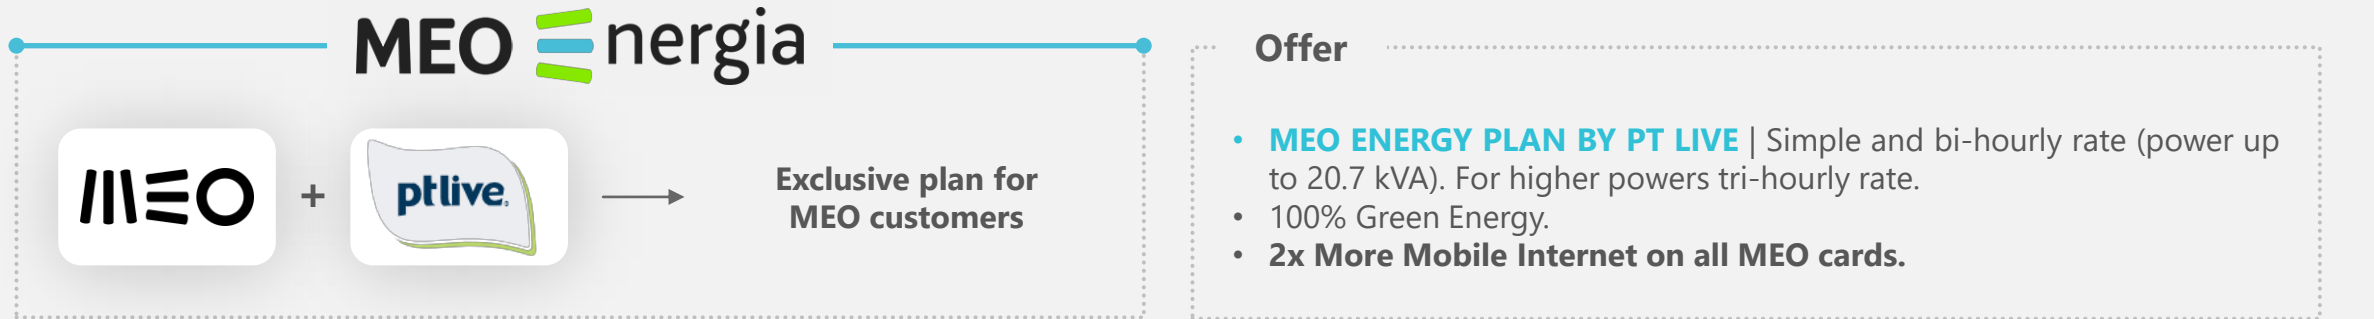 MEO Energia
MEO + ptlive.
Exclusive plan for
MEO customers
Offer
• MEO ENERGY PLAN BY PT LIVE | Simple and bi-hourly rate (power up
to 20.7 kVA). For higher powers tri-hourly rate.
• 100% Green Energy.
• 2x More Mobile Internet on all MEO cards.